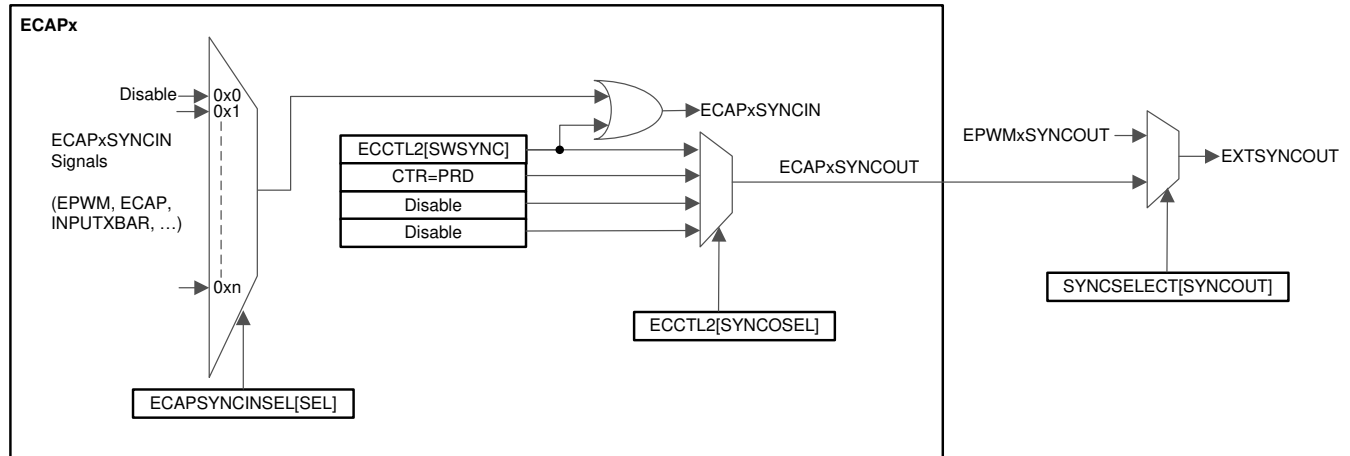 ECAPx
Disable
0x0
0x1
ECAPxSYNCIN
Signals
(EPWM, ECAP,
INPUTXBAR, …)
0xn
ECAPSYNCINSEL[SEL]
ECCTL2[SWSYNC]
CTR=PRD
Disable
Disable
ECAPxSYNCIN
ECAPxSYNCOUT
ECCTL2[SYNCOSEL]
EPWMxSYNCOUT
EXTSYNCOUT
SYNCSELECT[SYNCOUT]